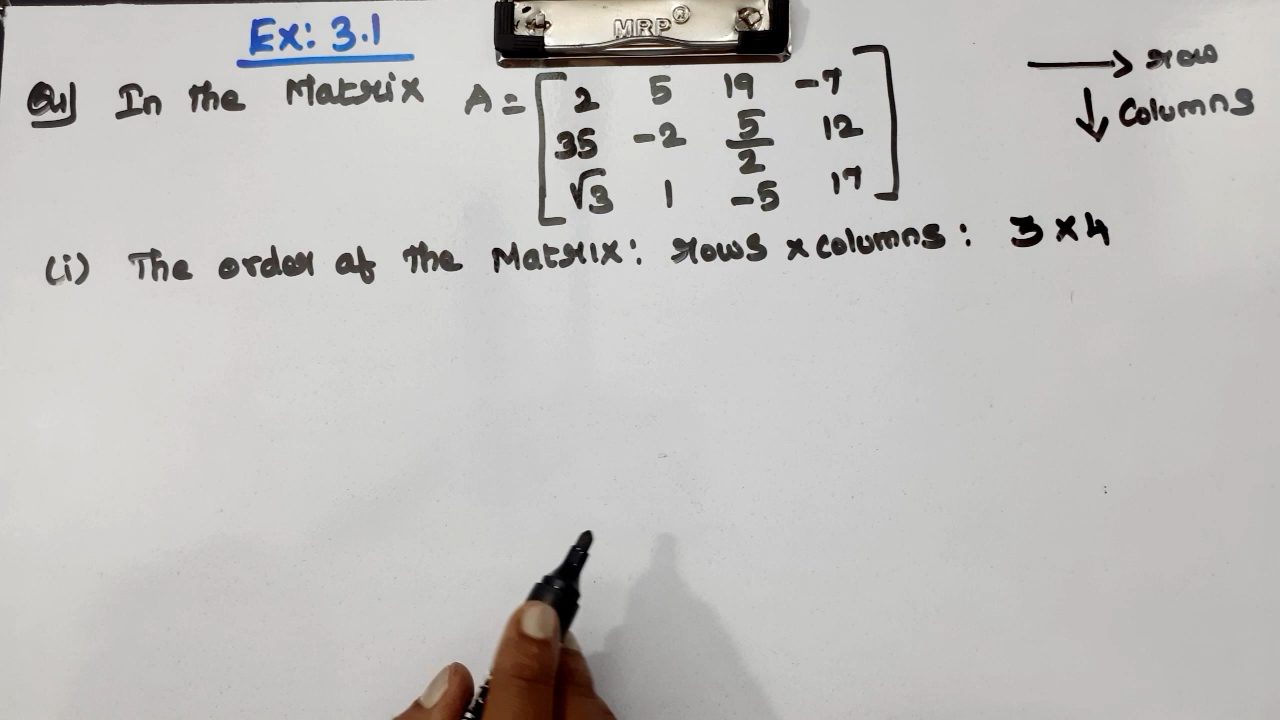 MRP®
Ex: 3.1
Q1] In the Matrix A = [2 5 19 -7
35 -2 5/2 12
√3 1 -5 17]
→ row
↓ Columns
(i) The order of the Matrix: rows x columns: 3 x 4